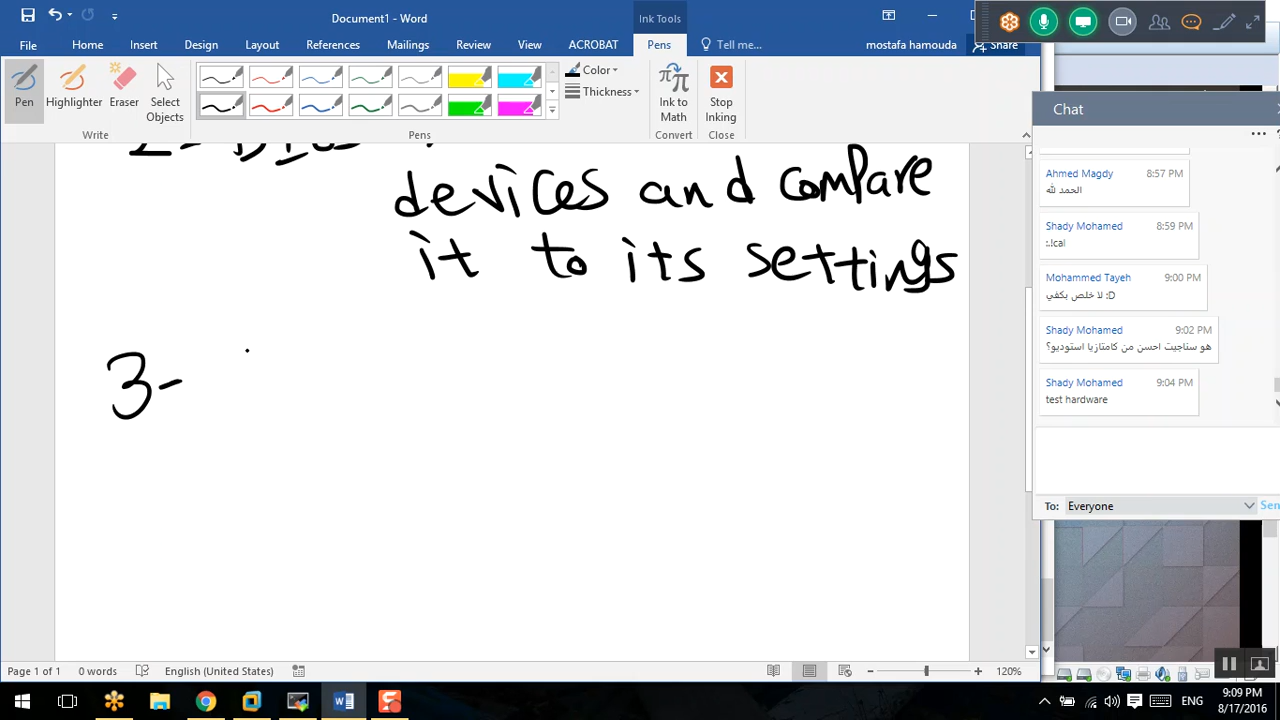 Document1 - Word
Ink Tools
File
Home
Insert
Design
Layout
References
Mailings
Review
View
ACROBAT
Pens
Tell me...
mostafa hamouda
Share
Pen
Highlighter
Eraser
Select Objects
Color
Thickness
Ink to Math
Stop Inking
Write
Pens
Convert
Close
devices and compare
it to its settings
3-
Chat
Ahmed Magdy 8:57 PM
الحمد لله
Shady Mohamed 8:59 PM
Mohammed Tayeh 9:00 PM
لا خلص بكفي :D
Shady Mohamed 9:02 PM
هو سناجيت احسن من كامتازيا استوديو؟
Shady Mohamed 9:04 PM
test hardware
To: Everyone
Page 1 of 1
0 words
English (United States)
120%
ENG
9:09 PM
8/17/2016